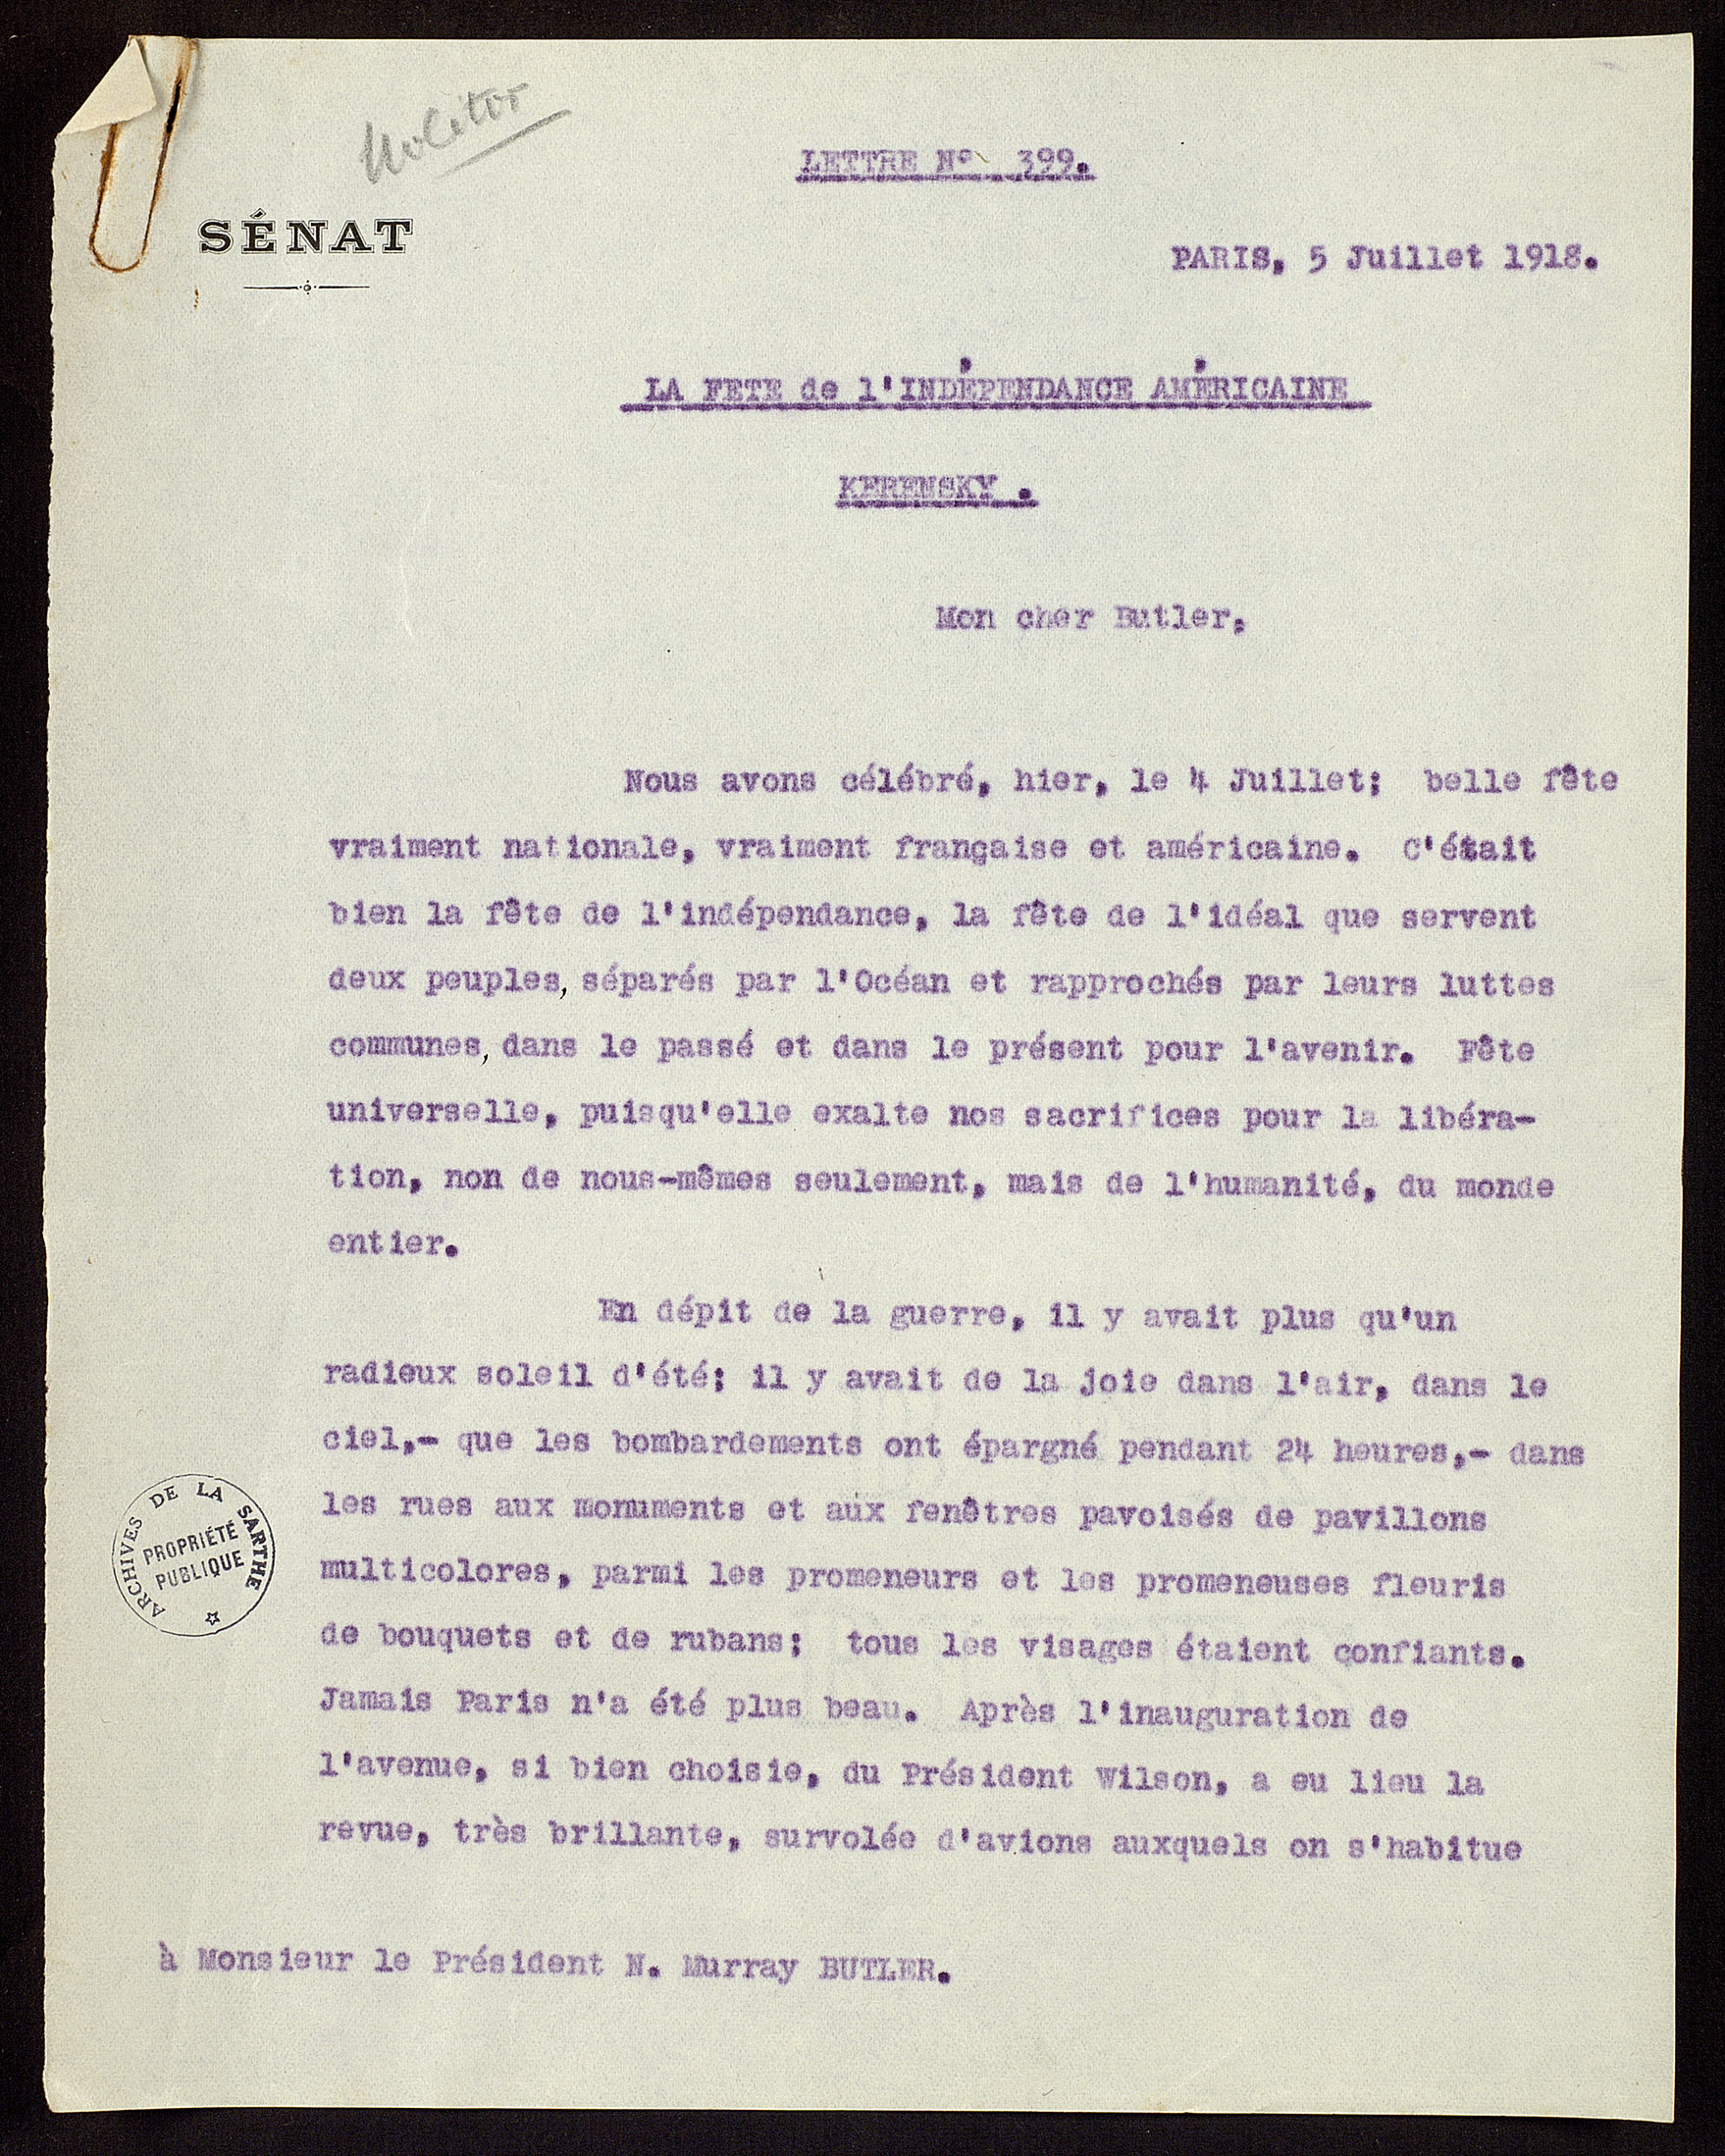 Molitor
LETTRE N° 399.
SÉNAT
PARIS, 5 Juillet 1918.
LA FETE de l'INDÉPENDANCE AMÉRICAINE
KERENSKY .
Mon cher Butler,
Nous avons célébré, hier, le 4 Juillet; belle fête
vraiment nationale, vraiment française et américaine. C'était
bien la fête de l'indépendance, la fête de l'idéal que servent
deux peuples, séparés par l'Océan et rapprochés par leurs luttes
communes, dans le passé et dans le présent pour l'avenir. Fête
universelle, puisqu'elle exalte nos sacrifices pour la libéra-
tion, non de nous-mêmes seulement, mais de l'humanité, du monde
entier.
En dépit de la guerre, il y avait plus qu'un
radieux soleil d'été; il y avait de la joie dans l'air, dans le
ciel,- que les bombardements ont épargné pendant 24 heures,- dans
les rues aux monuments et aux fenêtres pavoisés de pavillons
multicolores, parmi les promeneurs et les promeneuses fleuris
de bouquets et de rubans; tous les visages étaient confiants.
Jamais Paris n'a été plus beau. Après l'inauguration de
l'avenue, si bien choisie, du Président Wilson, a eu lieu la
revue, très brillante, survolée d'avions auxquels on s'habitue
ARCHIVES DE LA SARTHE
PROPRIÉTÉ
PUBLIQUE
à Monsieur le Président N. Murray BUTLER.